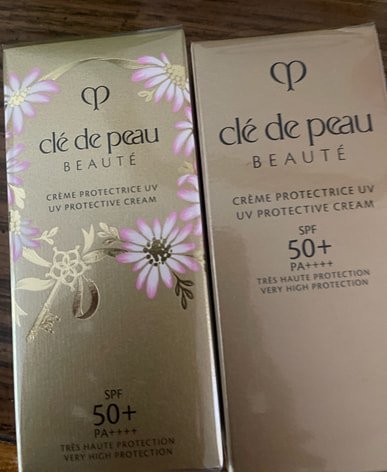 clé de peau
BEAUTÉ
CRÈME PROTECTRICE UV
UV PROTECTIVE CREAM
SPF
50+
PA++++
TRÈS HAUTE PROTECTION
VERY HIGH PROTECTION
clé de peau
BEAUTÉ
CRÈME PROTECTRICE UV
UV PROTECTIVE CREAM
SPF
50+
PA++++
TRÈS HAUTE PROTECTION
VERY HIGH PROTECTION